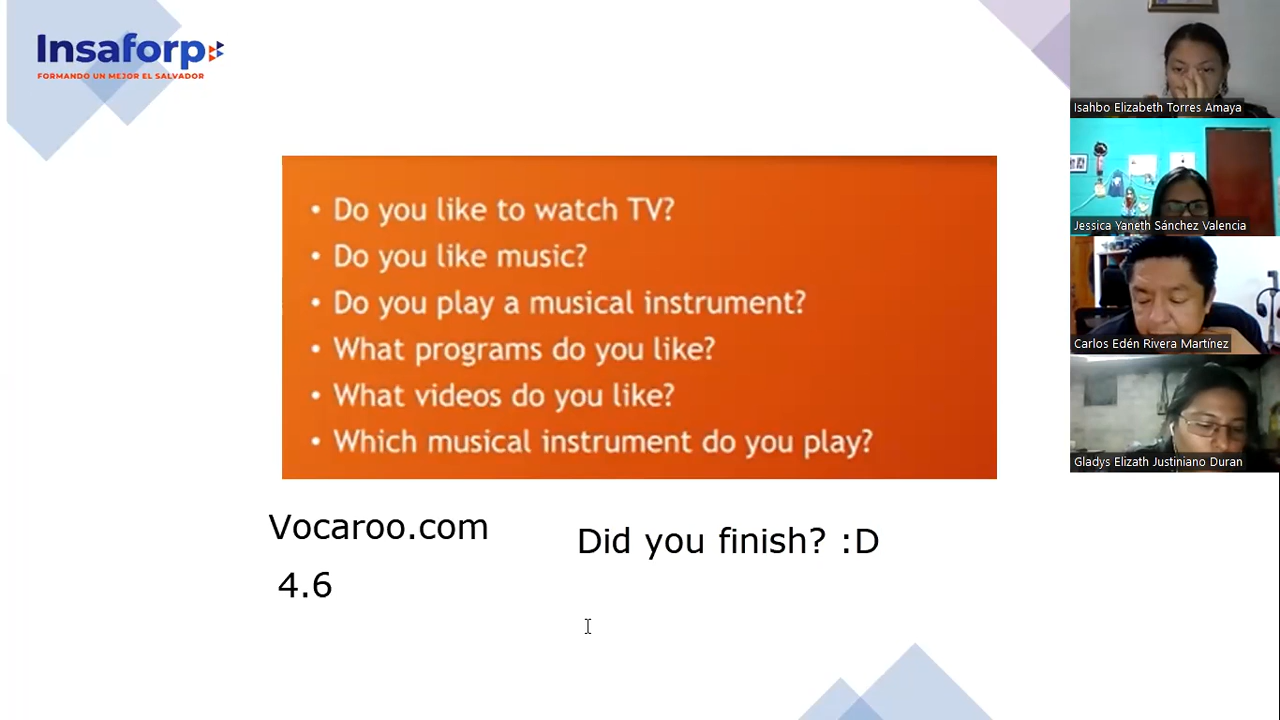 Insaforp
FORMANDO UN MEJOR EL SALVADOR
• Do you like to watch TV?
• Do you like music?
• Do you play a musical instrument?
• What programs do you like?
• What videos do you like?
• Which musical instrument do you play?
Vocaroo.com
Did you finish? :D
4.6
Isahbo Elizabeth Torres Amaya
Jessica Yaneth Sánchez Valencia
Carlos Edén Rivera Martínez
Gladys Elizath Justiniano Duran